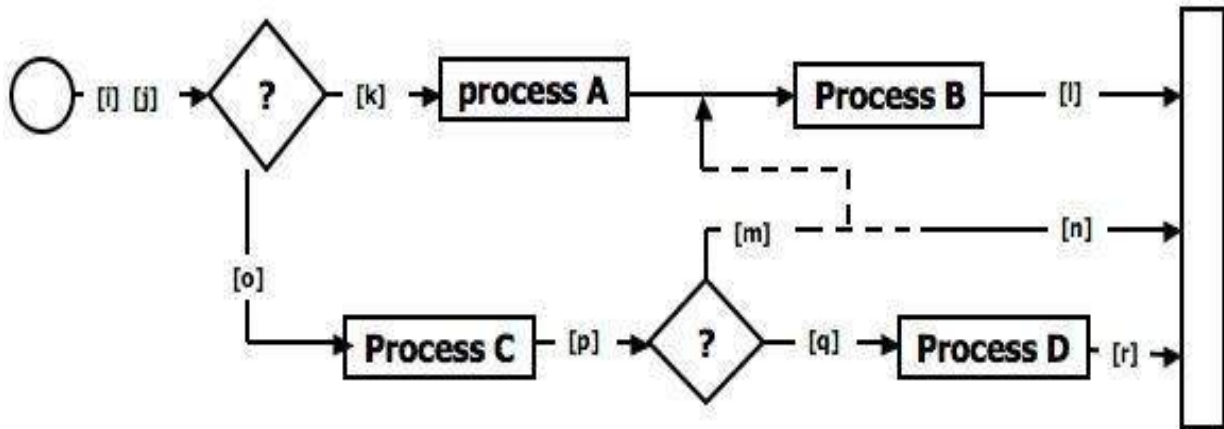 [i] [j]
?
[k]
process A
Process B
[l]
[m]
[n]
[o]
Process C
[p]
?
[q]
Process D
[r]